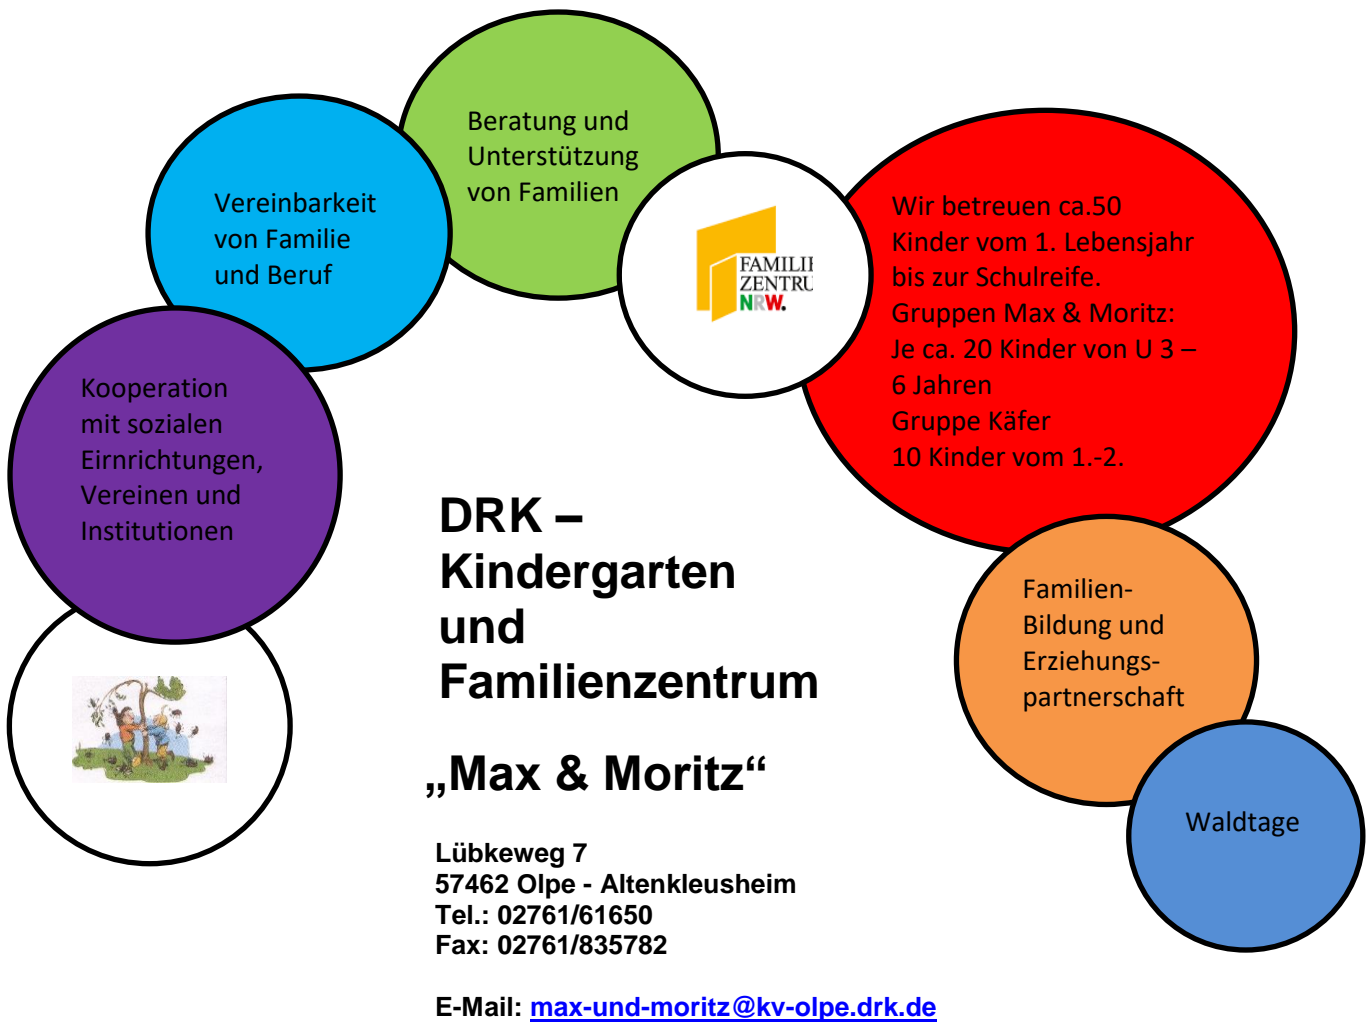 Beratung und
Unterstützung
von Familien
Vereinbarkeit
von Familie
und Beruf
Kooperation
mit sozialen
Eirnrichtungen,
Vereinen und
Institutionen
FAMILIE
ZENTRU
NRW.
Wir betreuen ca.50
Kinder vom 1. Lebensjahr
bis zur Schulreife.
Gruppen Max & Moritz:
Je ca. 20 Kinder von U 3 –
6 Jahren
Gruppe Käfer
10 Kinder vom 1.-2.
Familien-
Bildung und
Erziehungs-
partnerschaft
Waldtage
DRK –
Kindergarten
und
Familienzentrum
„Max & Moritz“
Lübkeweg 7
57462 Olpe - Altenkleusheim
Tel.: 02761/61650
Fax: 02761/835782
E-Mail: max-und-moritz@kv-olpe.drk.de